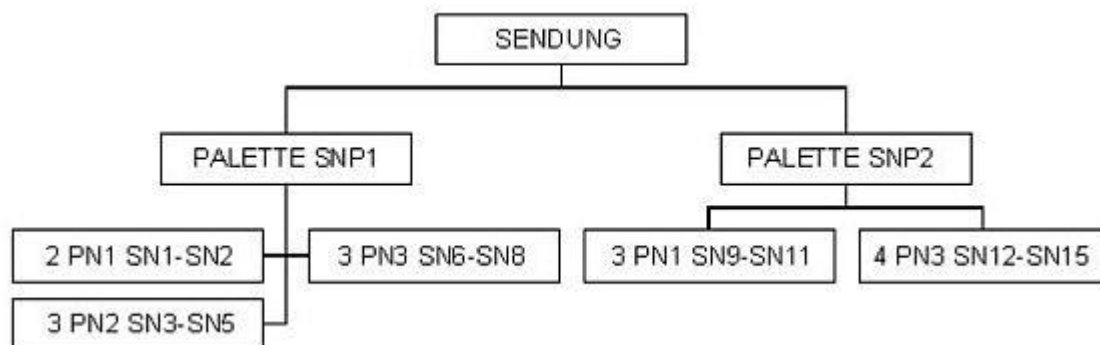 SENDUNG
PALETTE SNP1
PALETTE SNP2
2 PN1 SN1-SN2
3 PN3 SN6-SN8
3 PN1 SN9-SN11
4 PN3 SN12-SN15
3 PN2 SN3-SN5